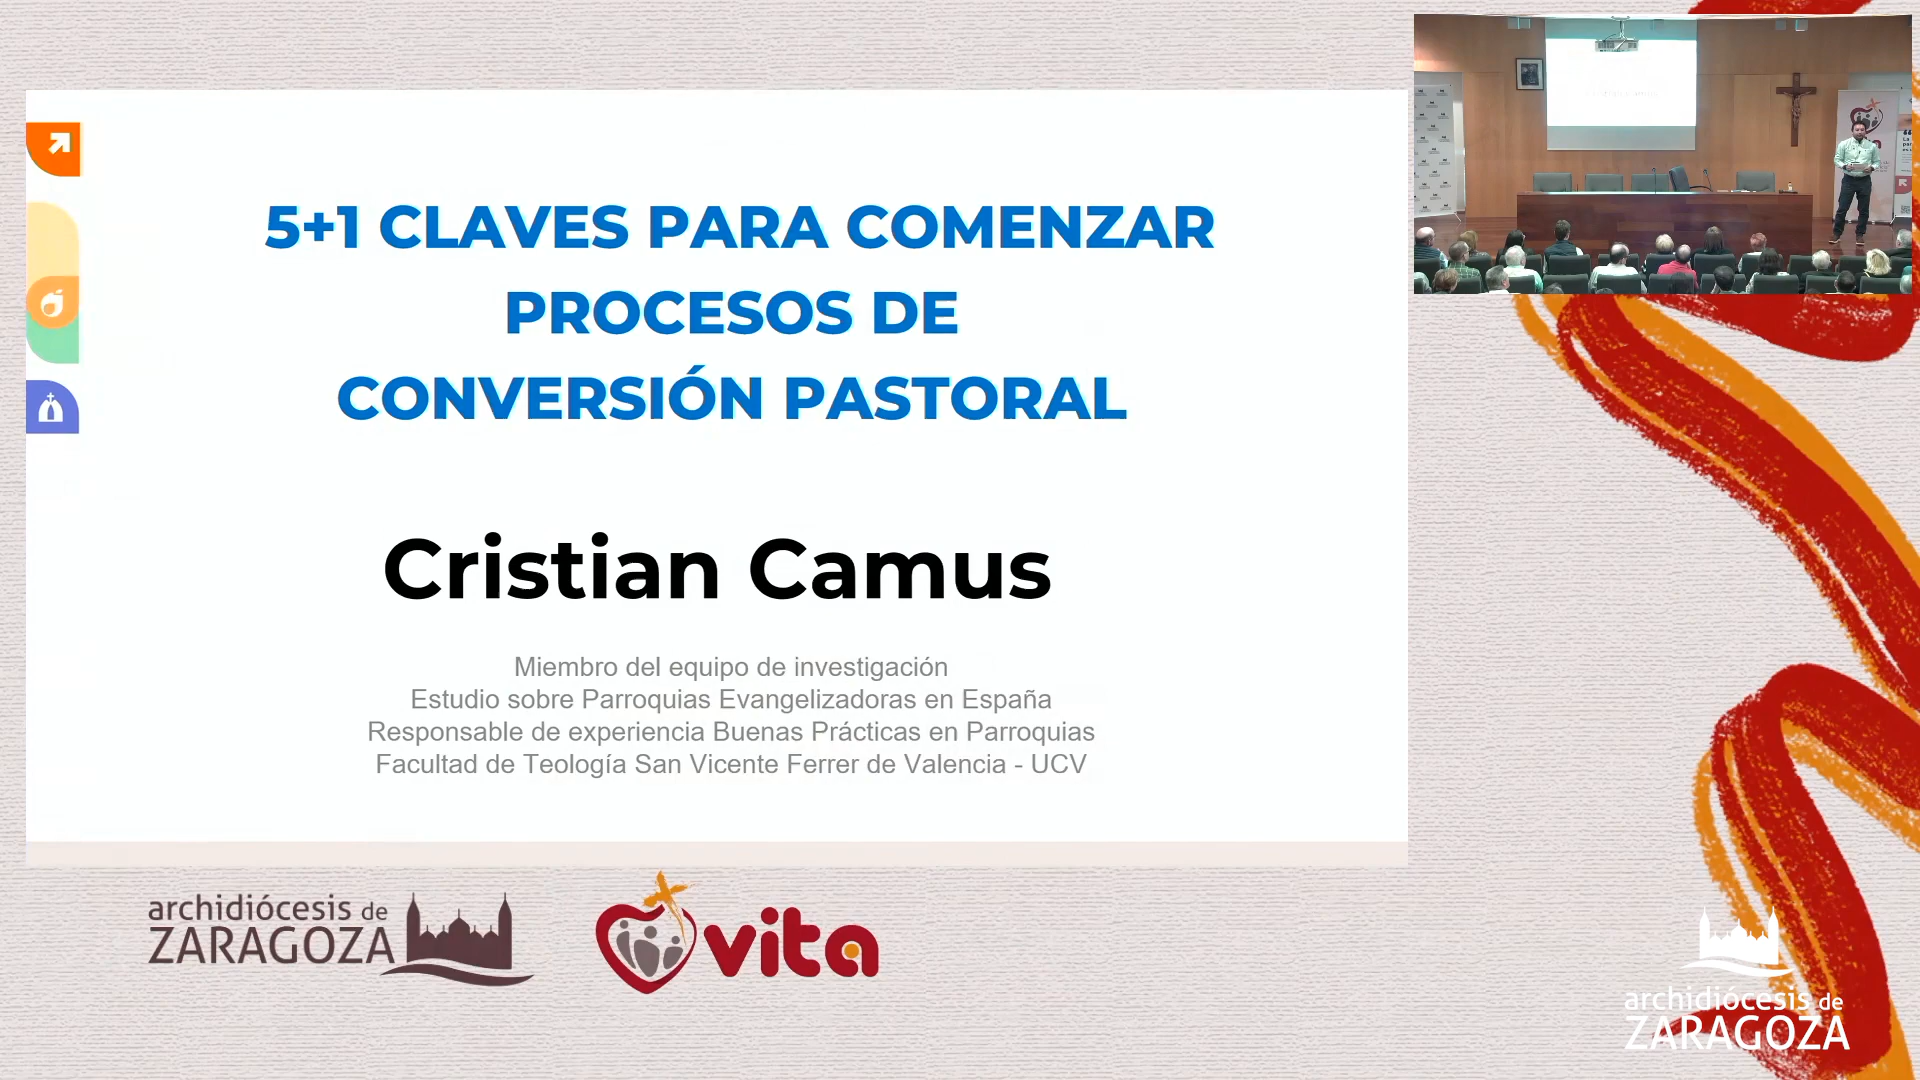 5+1 CLAVES PARA COMENZAR
PROCESOS DE
CONVERSIÓN PASTORAL
Cristian Camus
Miembro del equipo de investigación
Estudio sobre Parroquias Evangelizadoras en España
Responsable de experiencia Buenas Prácticas en Parroquias
Facultad de Teología San Vicente Ferrer de Valencia - UCV
archidiócesis de
ZARAGOZA
vita
archidiócesis de
ZARAGOZA